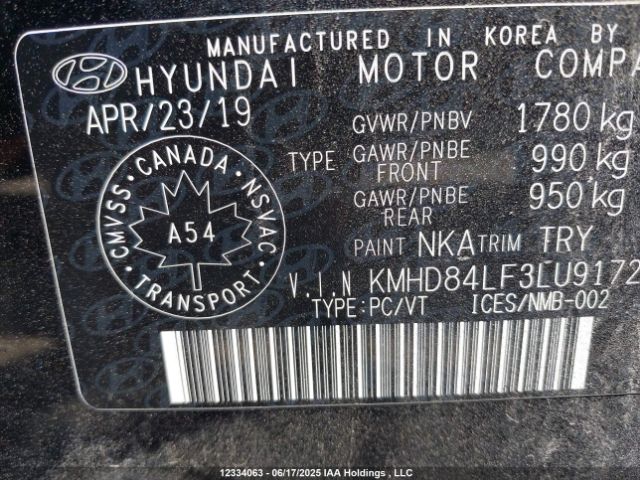 MANUFACTURED IN KOREA BY
HYUNDAI MOTOR COMPA
APR/23/19
GVWR/PNBV 1780 kg
TYPE GAWR/PNBE FRONT 990 kg
GAWR/PNBE REAR 950 kg
PAINT NKA TRIM TRY
V.I.N KMHD84LF3LU9172
TYPE:PC/VT ICES/NMB-002
CMVSS · CANADA · NSVAC
A54
TRANSPORT
12334063 - 06/17/2025 IAA Holdings , LLC